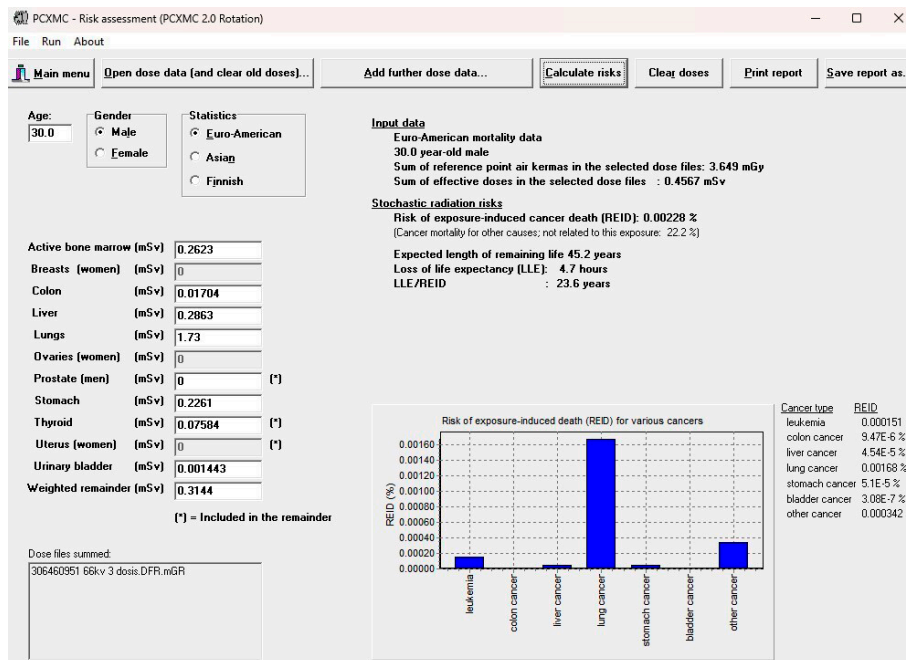 PCXMC - Risk assessment (PCXMC 2.0 Rotation)
File Run About
Main menu
Open dose data (and clear old doses)...
Add further dose data...
Calculate risks
Clear doses
Print report
Save report as.
Age:
30.0
Gender
Male
Female
Statistics
Euro-American
Asian
Finnish
Active bone marrow (mSv) 0.2623
Breasts (women) (mSv) 0
Colon (mSv) 0.01704
Liver (mSv) 0.2863
Lungs (mSv) 1.73
Ovaries (women) (mSv) 0
Prostate (men) (mSv) 0 (*)
Stomach (mSv) 0.2261
Thyroid (mSv) 0.07584 (*)
Uterus (women) (mSv) 0 (*)
Urinary bladder (mSv) 0.001443
Weighted remainder (mSv) 0.3144
(*) = Included in the remainder
Dose files summed:
306460951 66kv 3 dosis.DFR.mGR
Input data
Euro-American mortality data
30.0 year-old male
Sum of reference point air kermas in the selected dose files: 3.649 mGy
Sum of effective doses in the selected dose files : 0.4567 mSv
Stochastic radiation risks
Risk of exposure-induced cancer death (REID): 0.00228 %
(Cancer mortality for other causes; not related to this exposure: 22.2 %)
Expected length of remaining life 45.2 years
Loss of life expectancy (LLE): 4.7 hours
LLE/REID : 23.6 years
Risk of exposure-induced death (REID) for various cancers
REID (%)
0.00160
0.00140
0.00120
0.00100
0.00080
0.00060
0.00040
0.00020
0.00000
leukemia
colon cancer
liver cancer
lung cancer
stomach cancer
bladder cancer
other cancer
Cancer type REID
leukemia 0.000151
colon cancer 9.47E-6 %
liver cancer 4.54E-5 %
lung cancer 0.00168 %
stomach cancer 5.1E-5 %
bladder cancer 3.08E-7 %
other cancer 0.000342